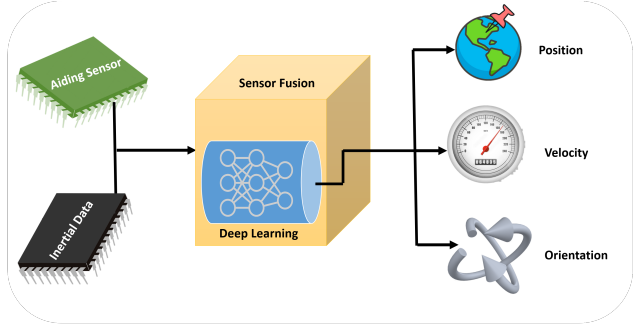 Aiding Sensor
Inertial Data
Sensor Fusion
Deep Learning
Position
Velocity
Orientation